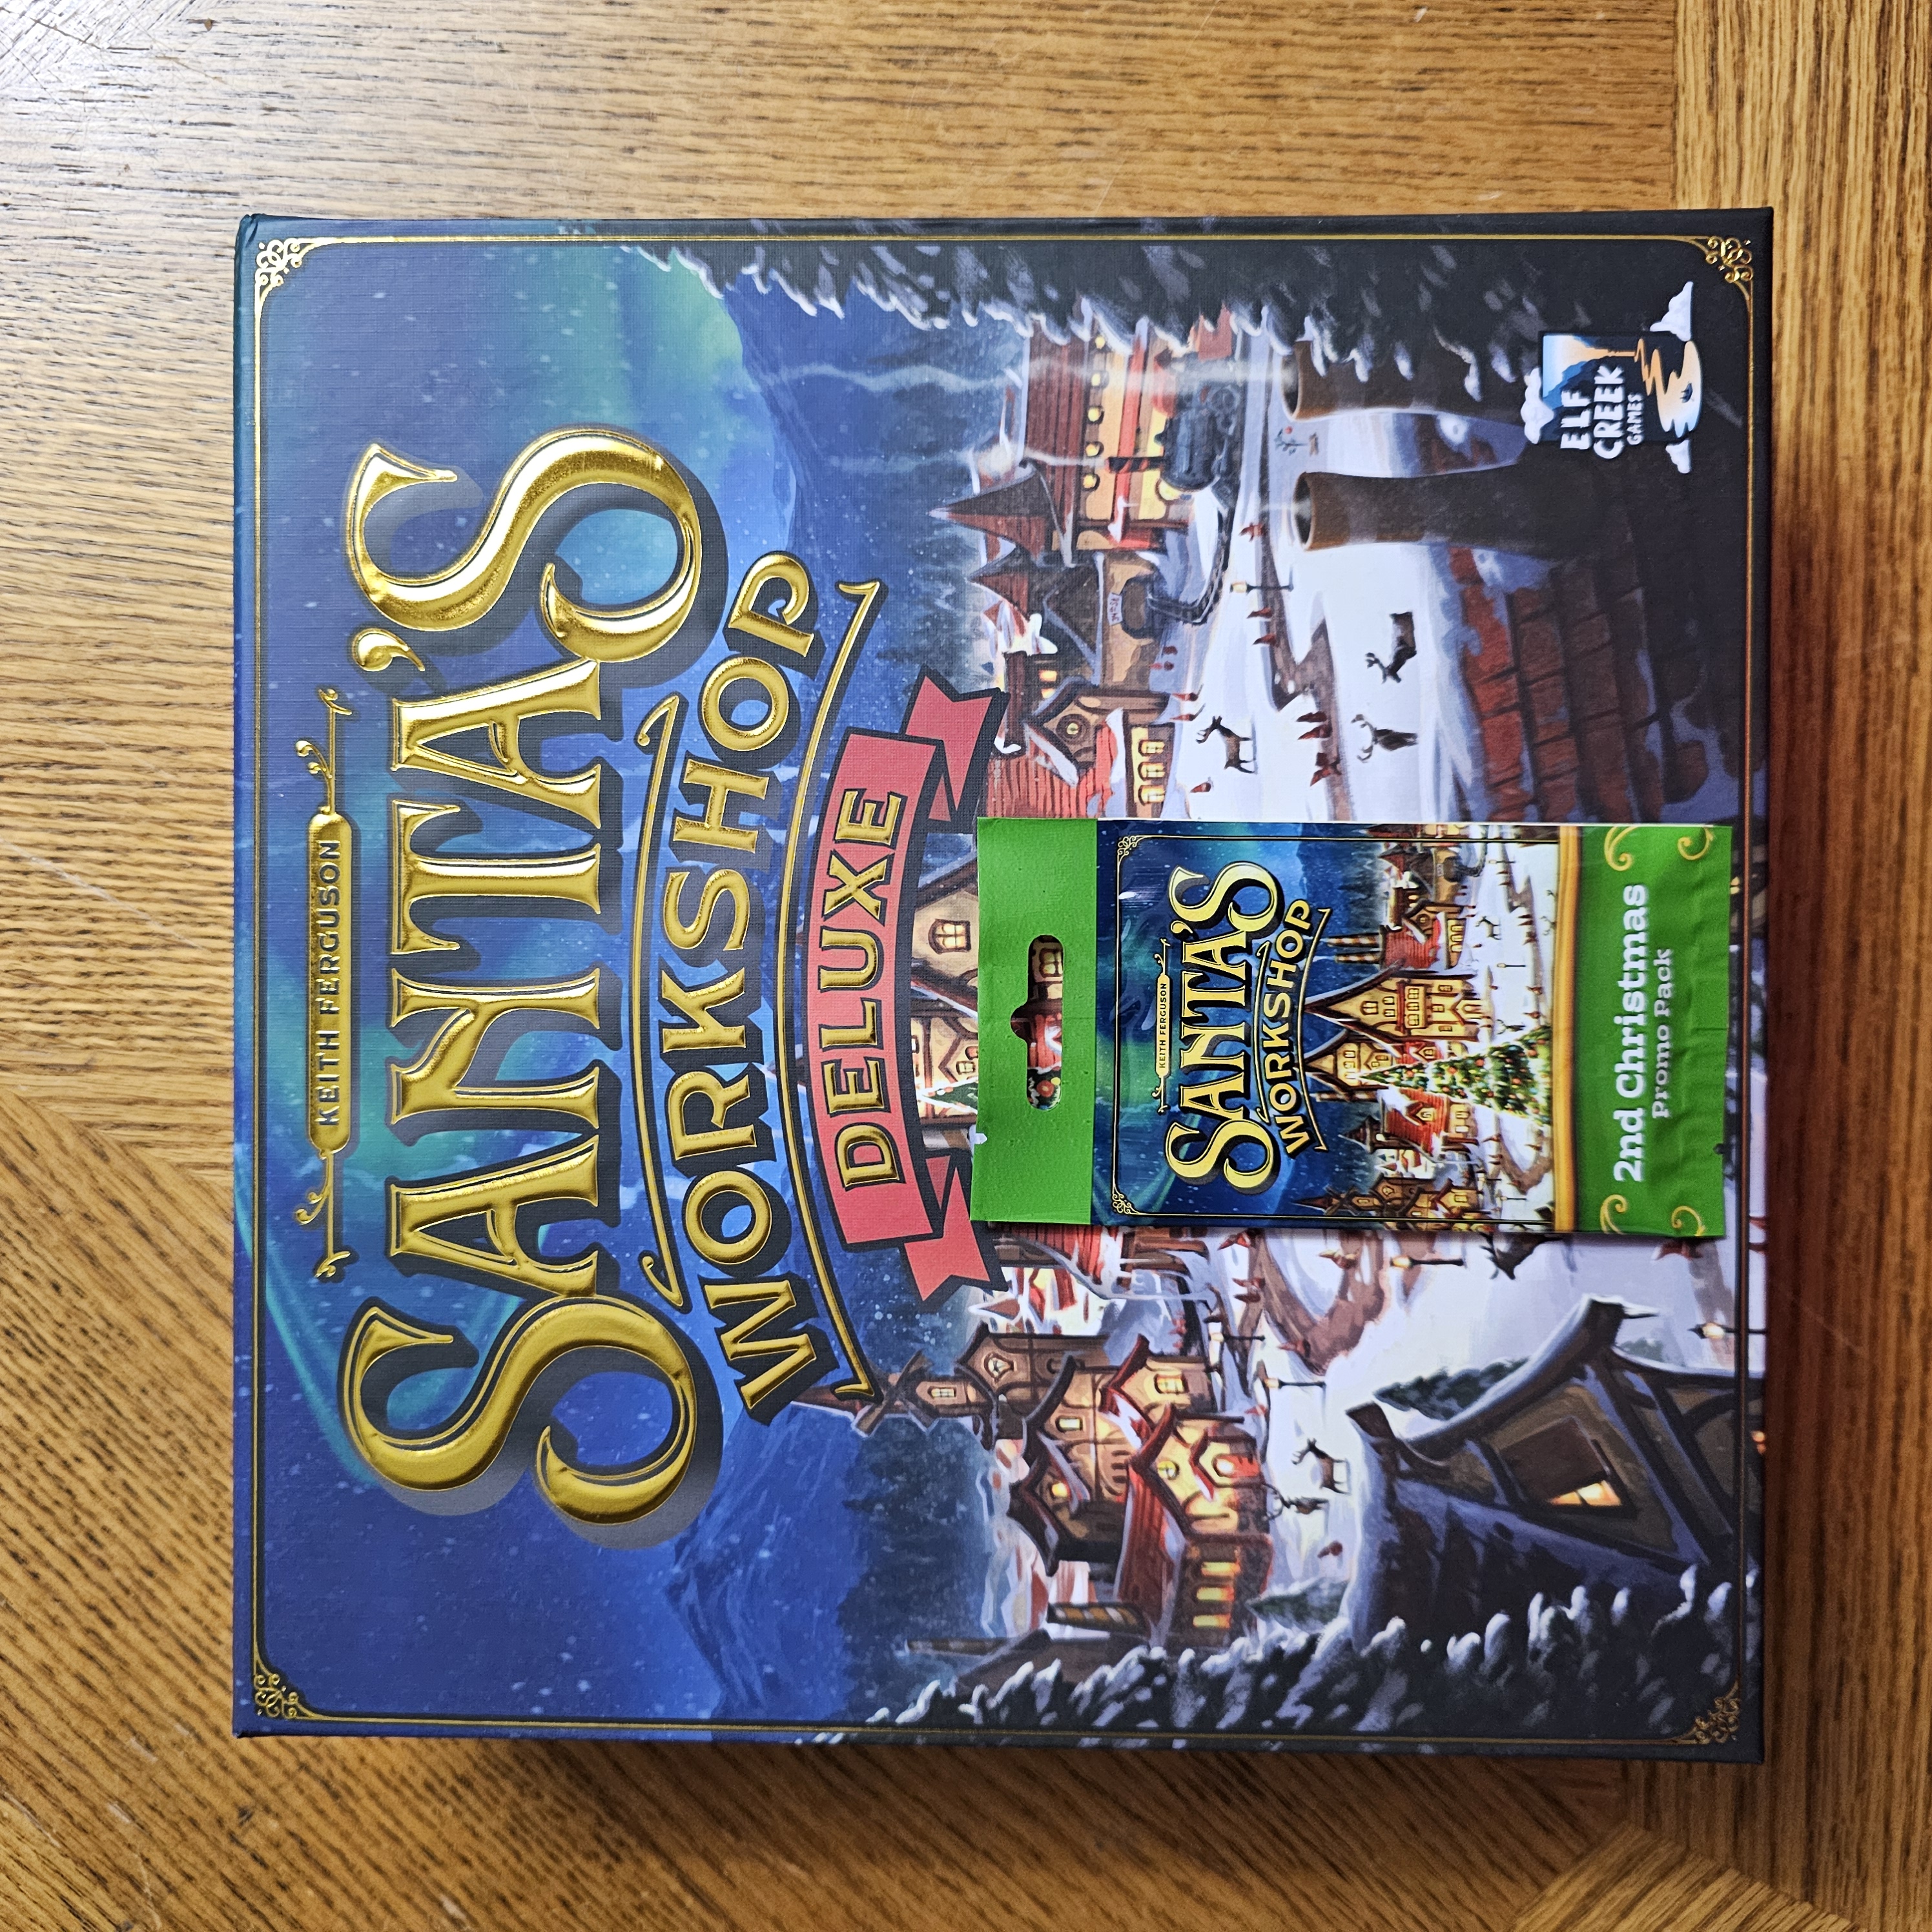 KEITH FERGUSON
SANTA'S
WORKSHOP
DELUXE
KEITH FERGUSON
SANTA'S
WORKSHOP
2nd Christmas
Promo Pack
ELF
CREEK
GAMES